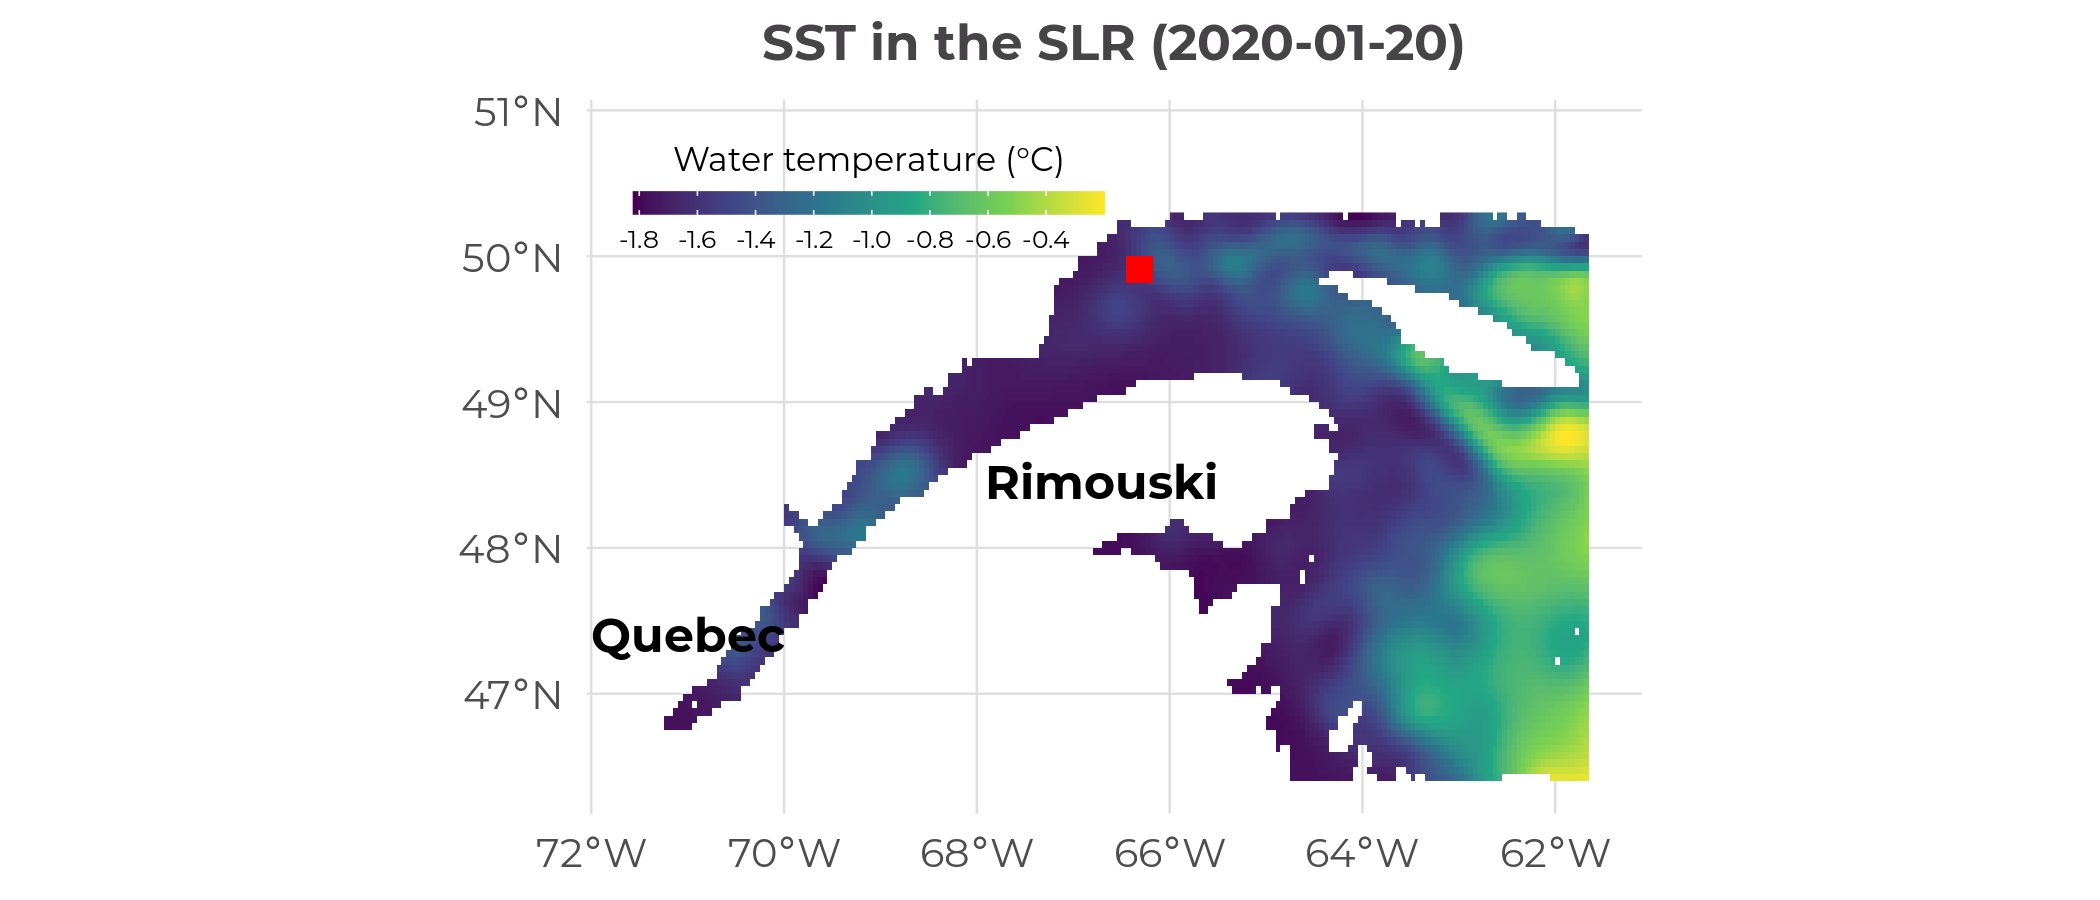 SST in the SLR (2020-01-20)
51°N
Water temperature (°C)
-1.8 -1.6 -1.4 -1.2 -1.0 -0.8 -0.6 -0.4
50°N
49°N
Rimouski
48°N
Quebec
47°N
72°W 70°W 68°W 66°W 64°W 62°W